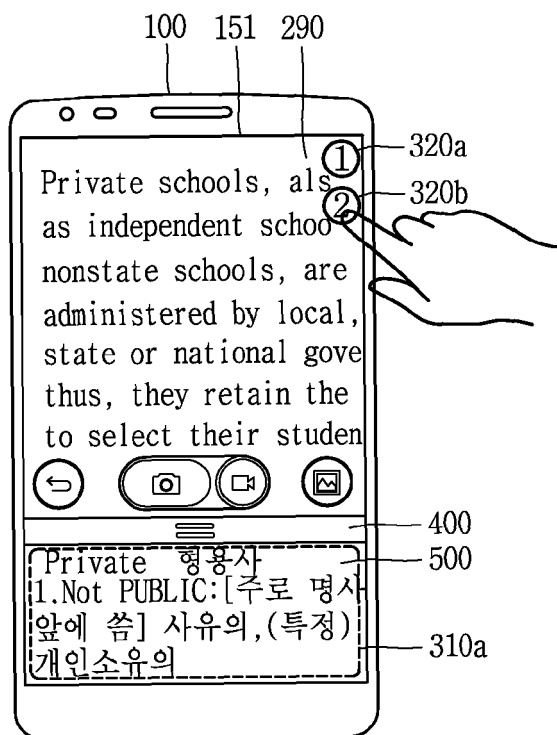 100 151 290
① 320a
Private schools, als
② 320b
as independent schoo
nonstate schools, are
administered by local,
state or national gove
thus, they retain the
to select their studen
400
Private 형용사 500
1.Not PUBLIC:[주로 명사
앞에 씀] 사유의,(특정)
개인소유의 310a